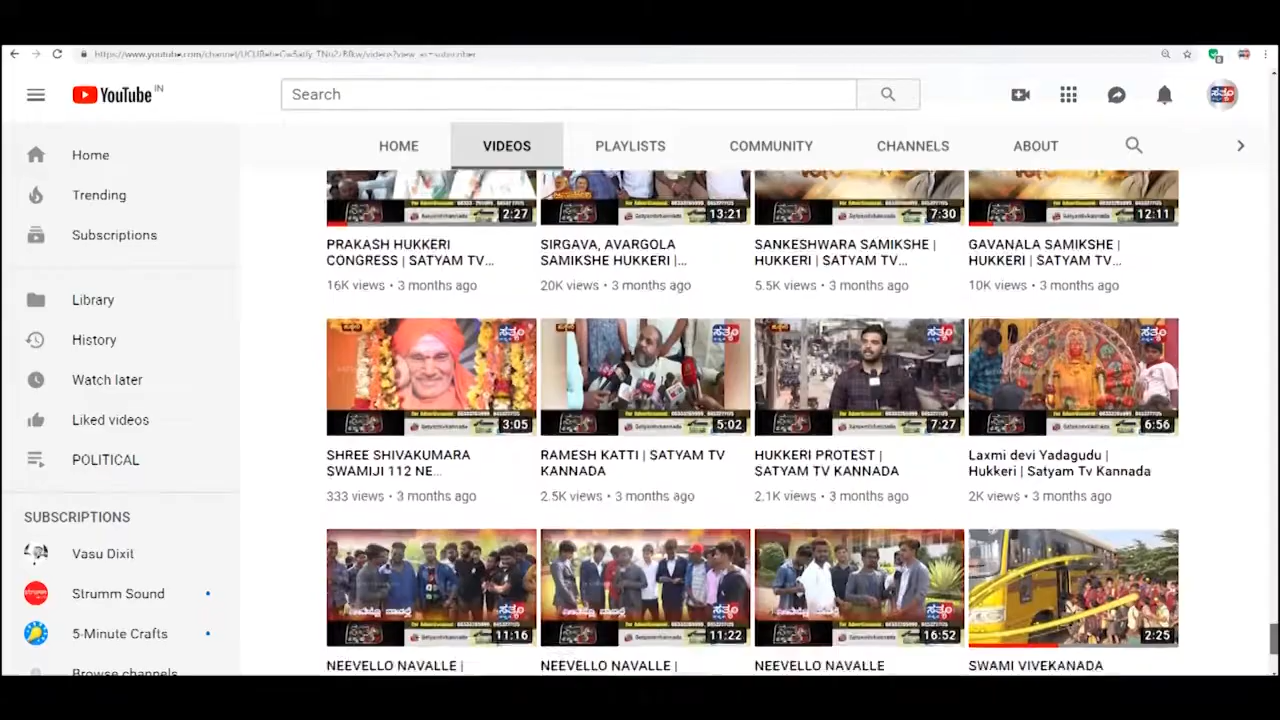 YouTube IN
Search
HOME
VIDEOS
PLAYLISTS
COMMUNITY
CHANNELS
ABOUT
Home
Trending
Subscriptions
Library
History
Watch later
Liked videos
POLITICAL
SUBSCRIPTIONS
Vasu Dixit
Strumm Sound
5-Minute Crafts
Browse channels
2:27
13:21
7:30
12:11
PRAKASH HUKKERI
CONGRESS | SATYAM TV...
16K views • 3 months ago
SIRGAVA, AVARGOLA
SAMIKSHE HUKKERI |...
20K views • 3 months ago
SANKESHWARA SAMIKSHE |
HUKKERI | SATYAM TV...
5.5K views • 3 months ago
GAVANALA SAMIKSHE |
HUKKERI | SATYAM TV...
10K views • 3 months ago
ಸತ್ಯಂ
3:05
ಸತ್ಯಂ
5:02
ಸತ್ಯಂ
7:27
ಸತ್ಯಂ
6:56
SHREE SHIVAKUMARA
SWAMIJI 112 NE...
333 views • 3 months ago
RAMESH KATTI | SATYAM TV
KANNADA
2.5K views • 3 months ago
HUKKERI PROTEST |
SATYAM TV KANNADA
2.1K views • 3 months ago
Laxmi devi Yadagudu |
Hukkeri | Satyam Tv Kannada
2K views • 3 months ago
11:16
11:22
16:52
2:25
NEEVELLO NAVALLE |
NEEVELLO NAVALLE |
NEEVELLO NAVALLE
SWAMI VIVEKANADA